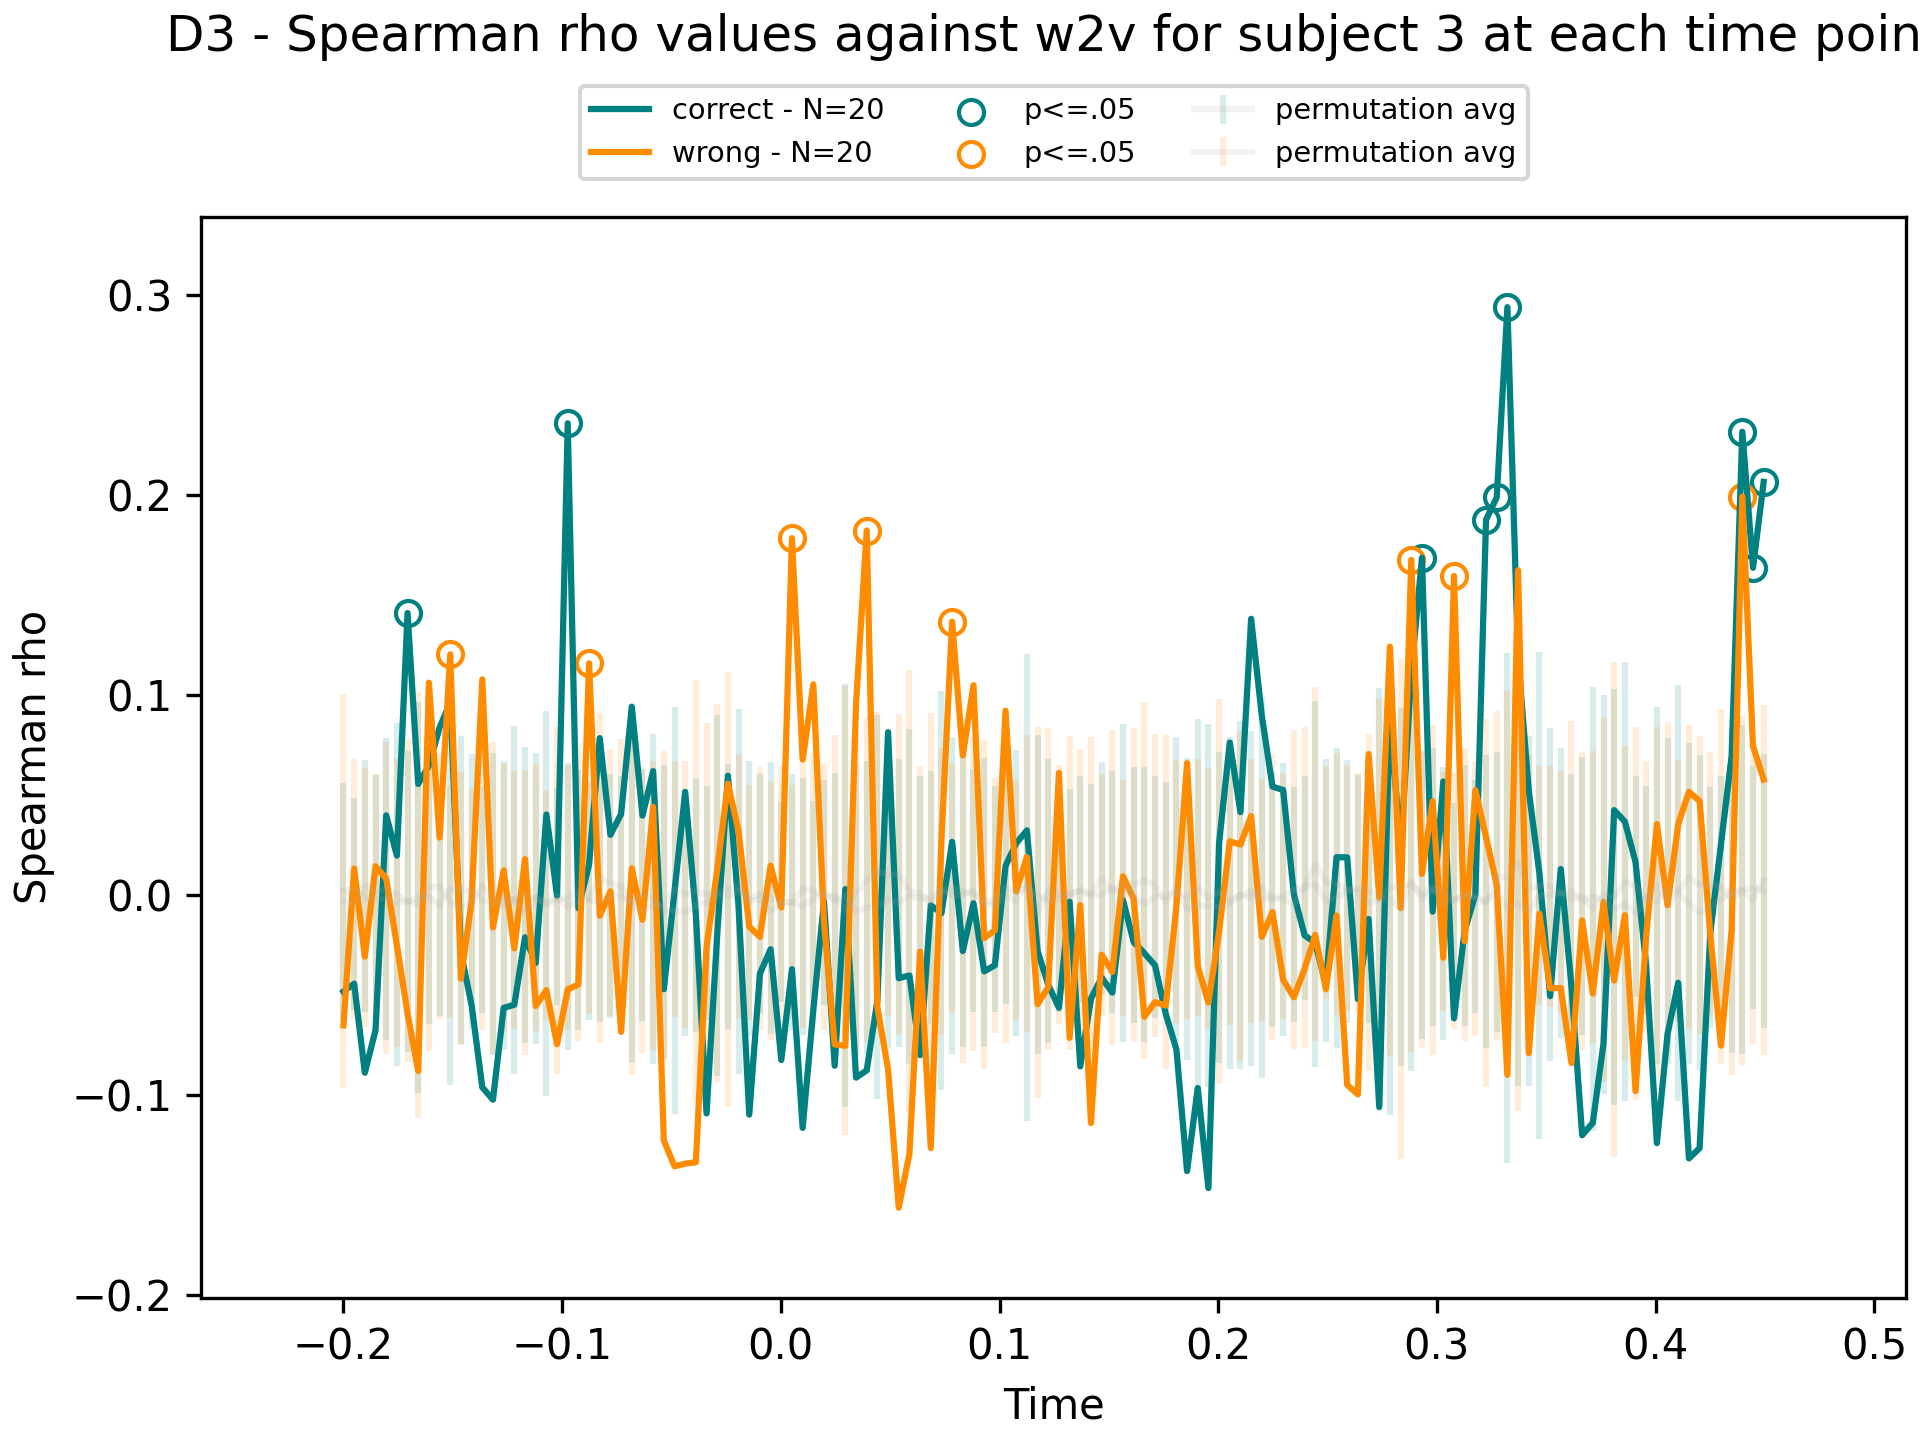 D3 - Spearman rho values against w2v for subject 3 at each time poin
correct - N=20
wrong - N=20
p<=.05
p<=.05
permutation avg
permutation avg
Spearman rho
0.3
0.2
0.1
0.0
−0.1
−0.2
−0.2
−0.1
0.0
0.1
0.2
0.3
0.4
0.5
Time